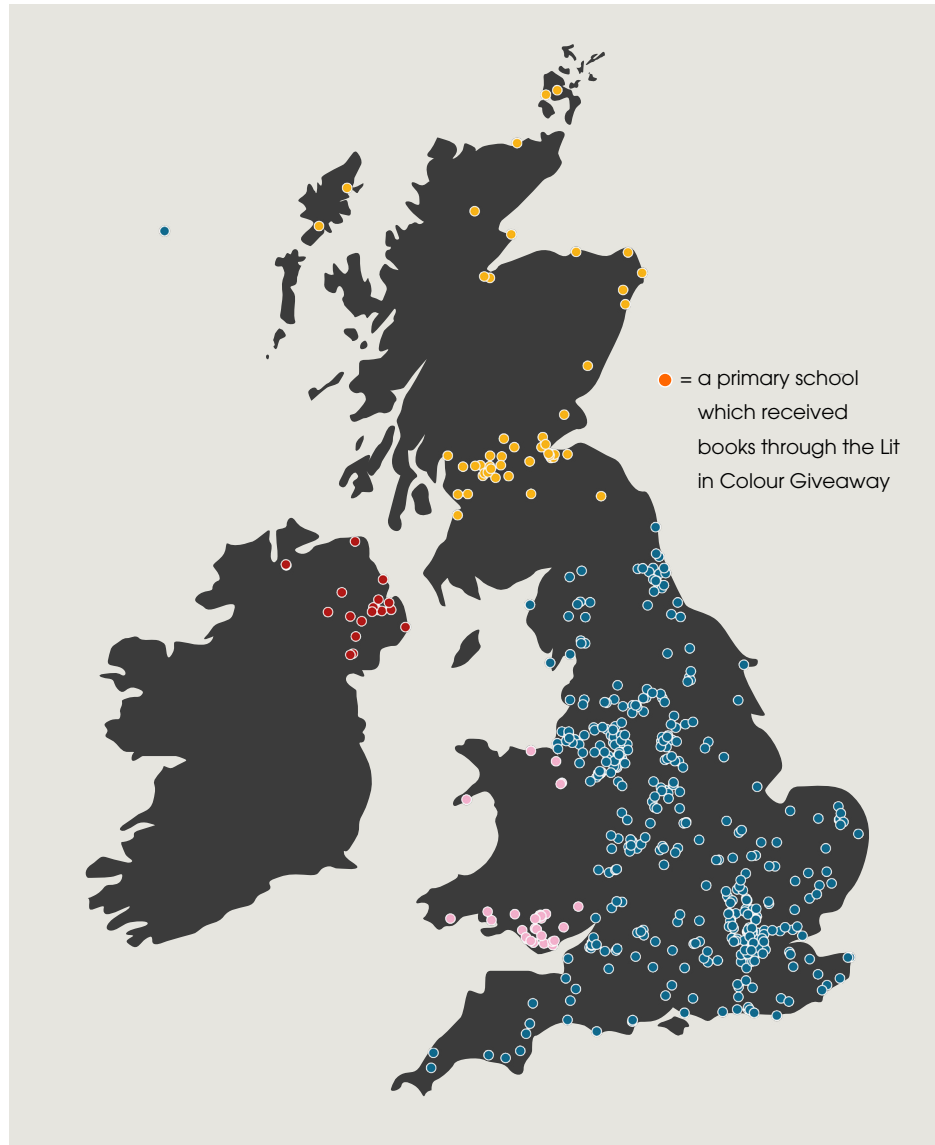 = a primary school
which received
books through the Lit
in Colour Giveaway